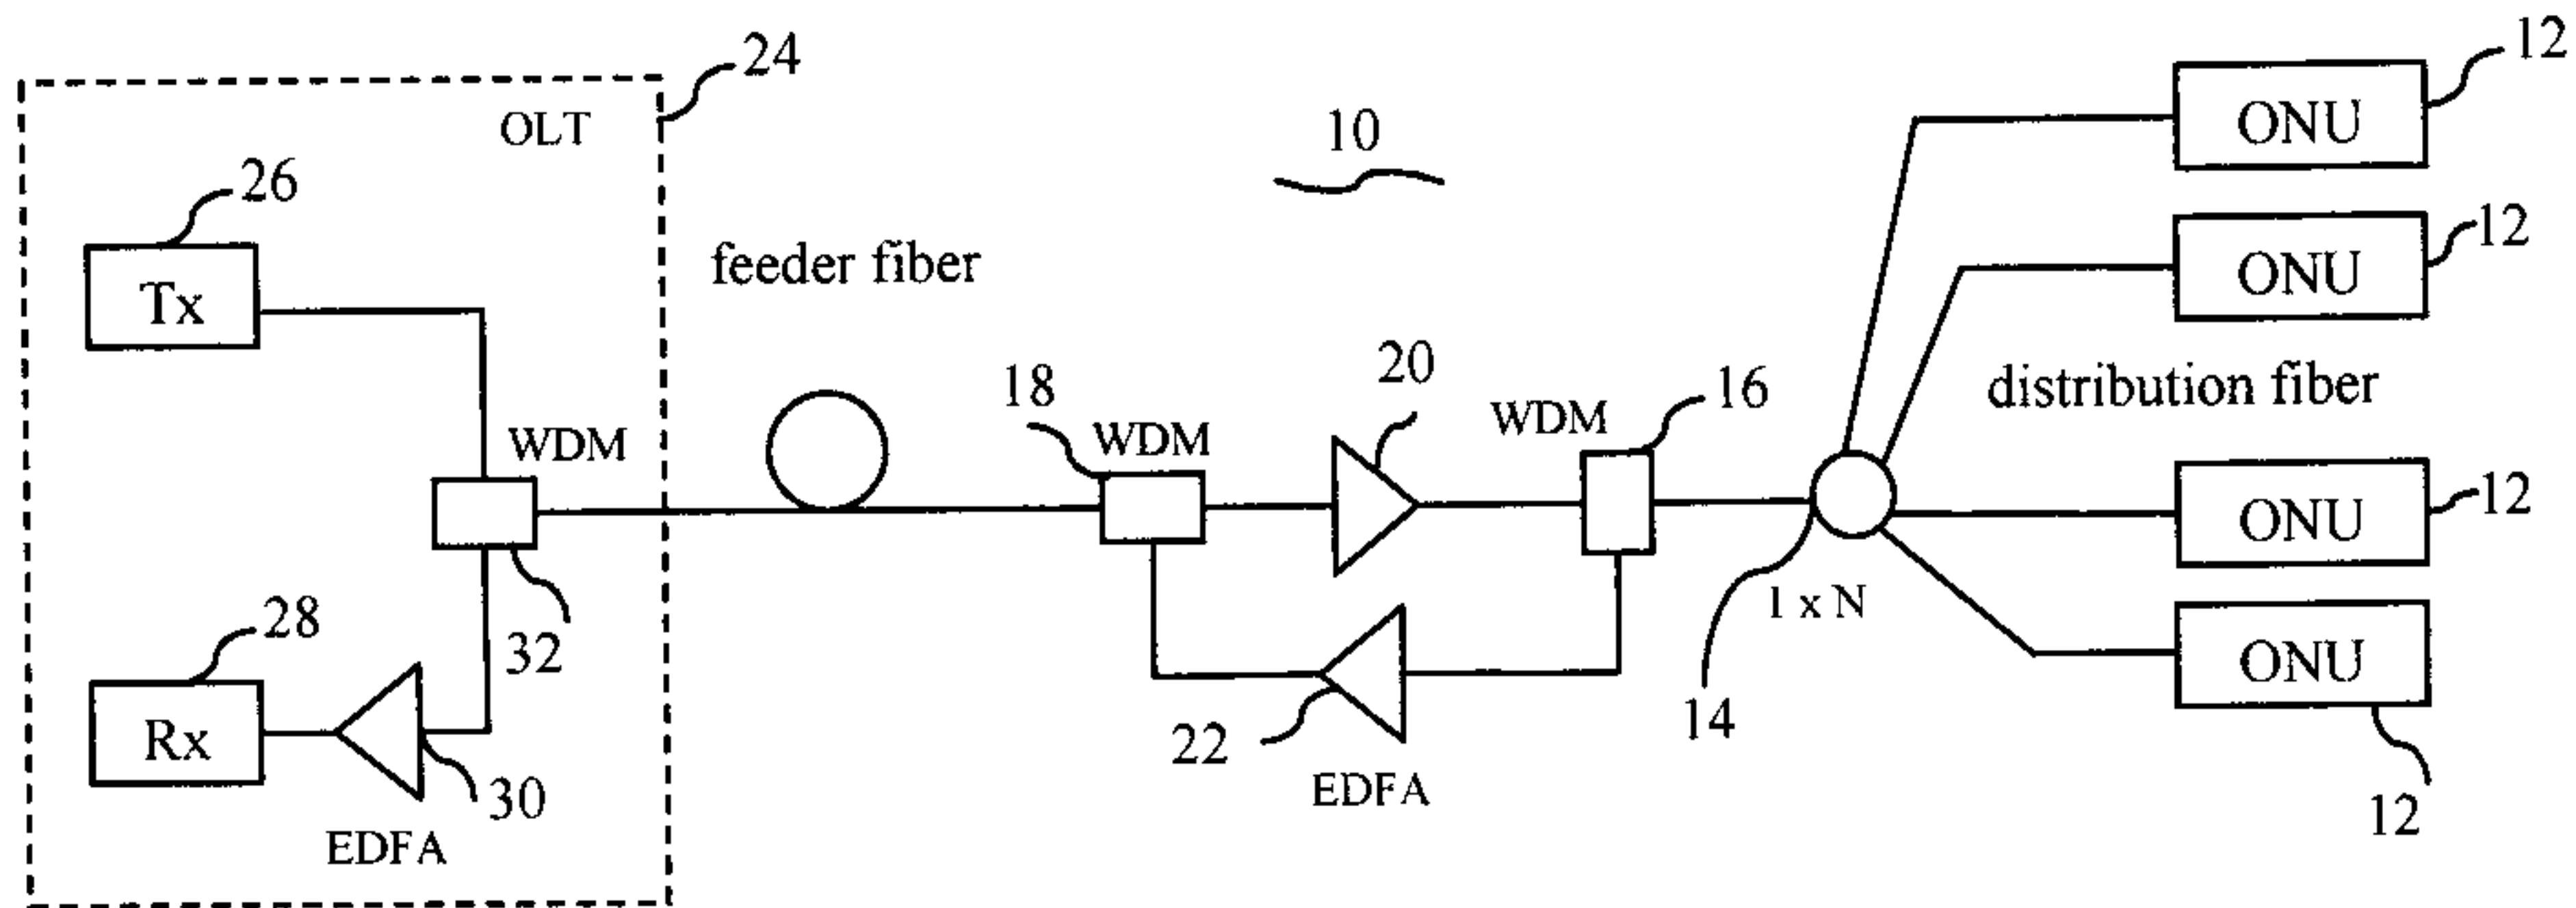 24
OLT
26
Tx
WDM
32
28
Rx
30
EDFA
feeder fiber
10
18
WDM
20
WDM
16
22
EDFA
14
1 x N
12
ONU
12
ONU
distribution fiber
12
ONU
ONU
12